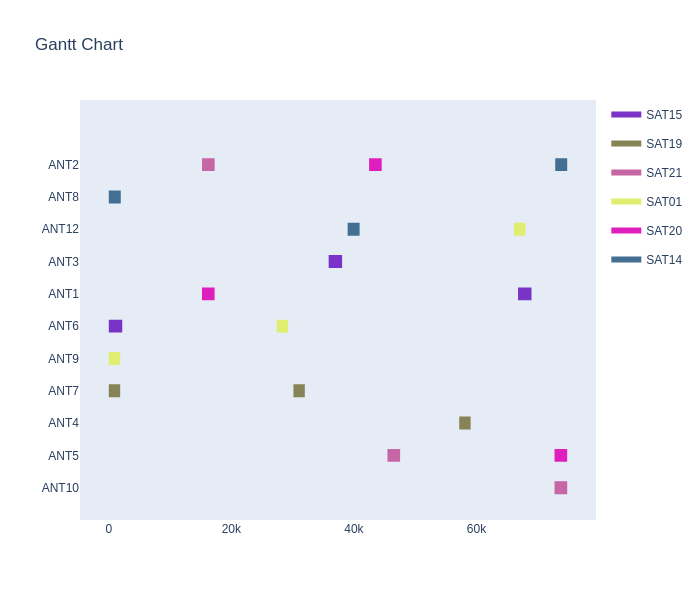 Gantt Chart
SAT15
SAT19
SAT21
SAT01
SAT20
SAT14
ANT2
ANT8
ANT12
ANT3
ANT1
ANT6
ANT9
ANT7
ANT4
ANT5
ANT10
0 20k 40k 60k